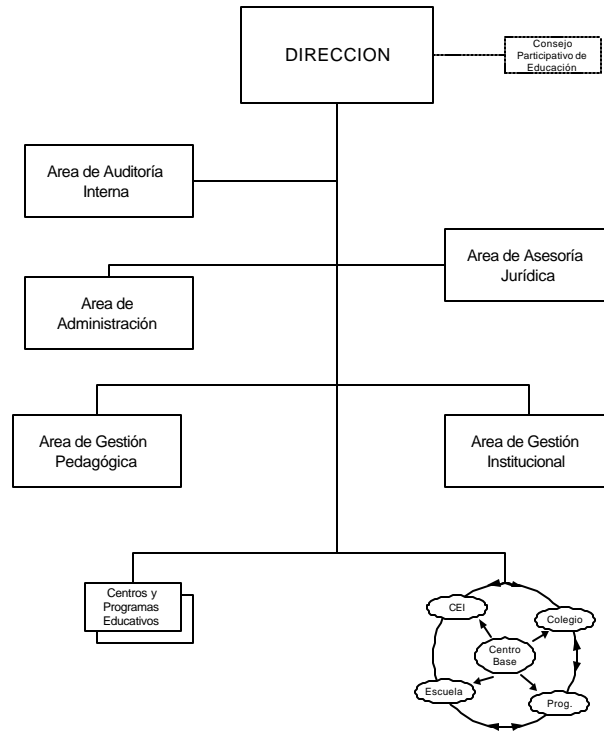 DIRECCION
Consejo
Participativo de
Educación
Area de Auditoría
Interna
Area de Asesoría
Jurídica
Area de
Administración
Area de Gestión
Pedagógica
Area de Gestión
Institucional
Centros y
Programas
Educativos
CEI
Colegio
Centro
Base
Escuela
Prog.